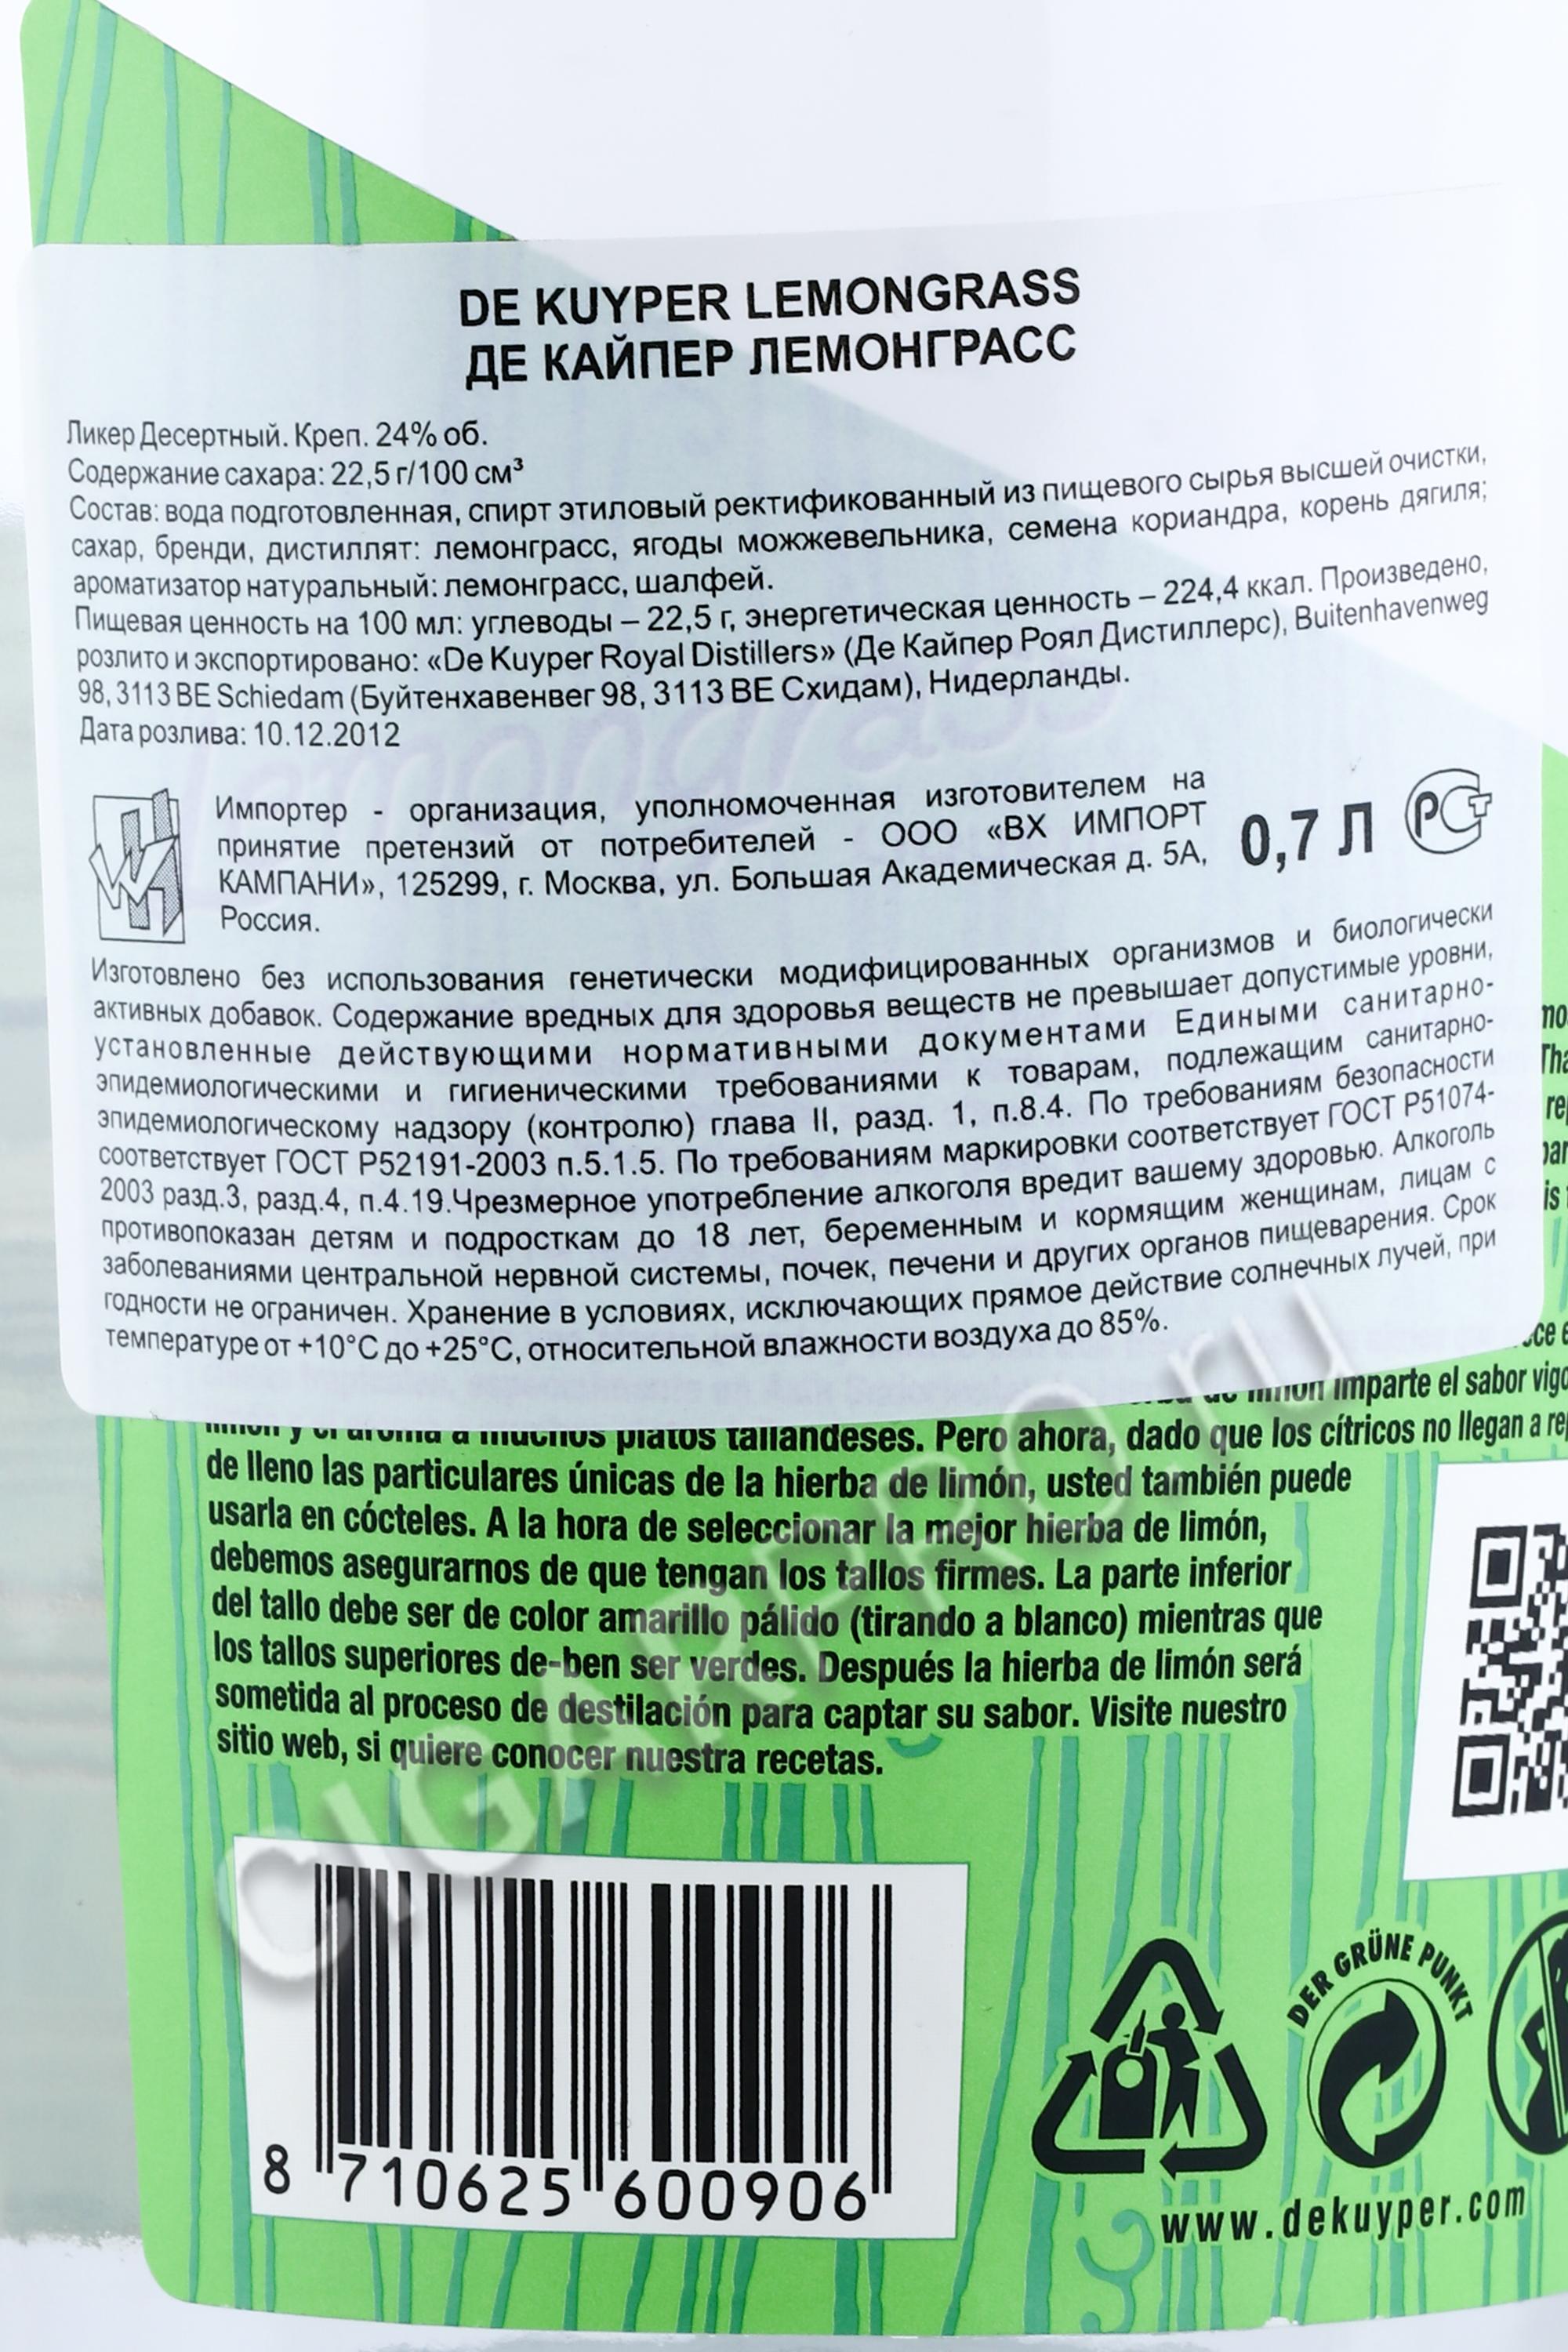 DE KUYPER LEMONGRASS
ДЕ КАЙПЕР ЛЕМОНГРАСС
Ликер Десертный. Креп. 24% об.
Содержание сахара: 22,5 г/100 см³
Состав: вода подготовленная, спирт этиловый ректификованный из пищевого сырья высшей очистки,
сахар, бренди, дистиллят: лемонграсс, ягоды можжевельника, семена кориандра, корень дягиля;
ароматизатор натуральный: лемонграсс, шалфей.
Пищевая ценность на 100 мл: углеводы – 22,5 г, энергетическая ценность – 224,4 ккал. Произведено,
розлито и экспортировано: «De Kuyper Royal Distillers» (Де Кайпер Роял Дистиллерс), Buitenhavenweg
98, 3113 BE Schiedam (Буйтенхавенвег 98, 3113 BE Схидам), Нидерланды.
Дата розлива: 10.12.2012
Импортер - организация, уполномоченная изготовителем на
принятие претензий от потребителей - ООО «ВХ ИМПОРТ
КАМПАНИ», 125299, г. Москва, ул. Большая Академическая д. 5А,
Россия.
0,7 Л
РСТ
Изготовлено без использования генетически модифицированных организмов и биологически
активных добавок. Содержание вредных для здоровья веществ не превышает допустимые уровни,
установленные действующими нормативными документами Едиными санитарно-
эпидемиологическими и гигиеническими требованиями к товарам, подлежащим санитарно-
эпидемиологическому надзору (контролю) глава II, разд. 1, п.8.4. По требованиям безопасности
соответствует ГОСТ Р52191-2003 п.5.1.5. По требованиям маркировки соответствует ГОСТ Р51074-
2003 разд.3, разд.4, п.4.19.Чрезмерное употребление алкоголя вредит вашему здоровью. Алкоголь
противопоказан детям и подросткам до 18 лет, беременным и кормящим женщинам, лицам с
заболеваниями центральной нервной системы, почек, печени и других органов пищеварения. Срок
годности не ограничен. Хранение в условиях, исключающих прямое действие солнечных лучей, при
температуре от +10°С до +25°С, относительной влажности воздуха до 85%.
limón imparte el sabor
limón y el aroma a muchos platos tailandeses. Pero ahora, dado que los cítricos no llegan a
de lleno las particulares únicas de la hierba de limón, usted también puede
usarla en cócteles. A la hora de seleccionar la mejor hierba de limón,
debemos asegurarnos de que tengan los tallos firmes. La parte inferior
del tallo debe ser de color amarillo pálido (tirando a blanco) mientras que
los tallos superiores de-ben ser verdes. Después la hierba de limón será
sometida al proceso de destilación para captar su sabor. Visite nuestro
sitio web, si quiere conocer nuestra recetas.
CIGARPRO.ru
DER GRÜNE PUNKT
8 710625 600906
www.dekuyper.com